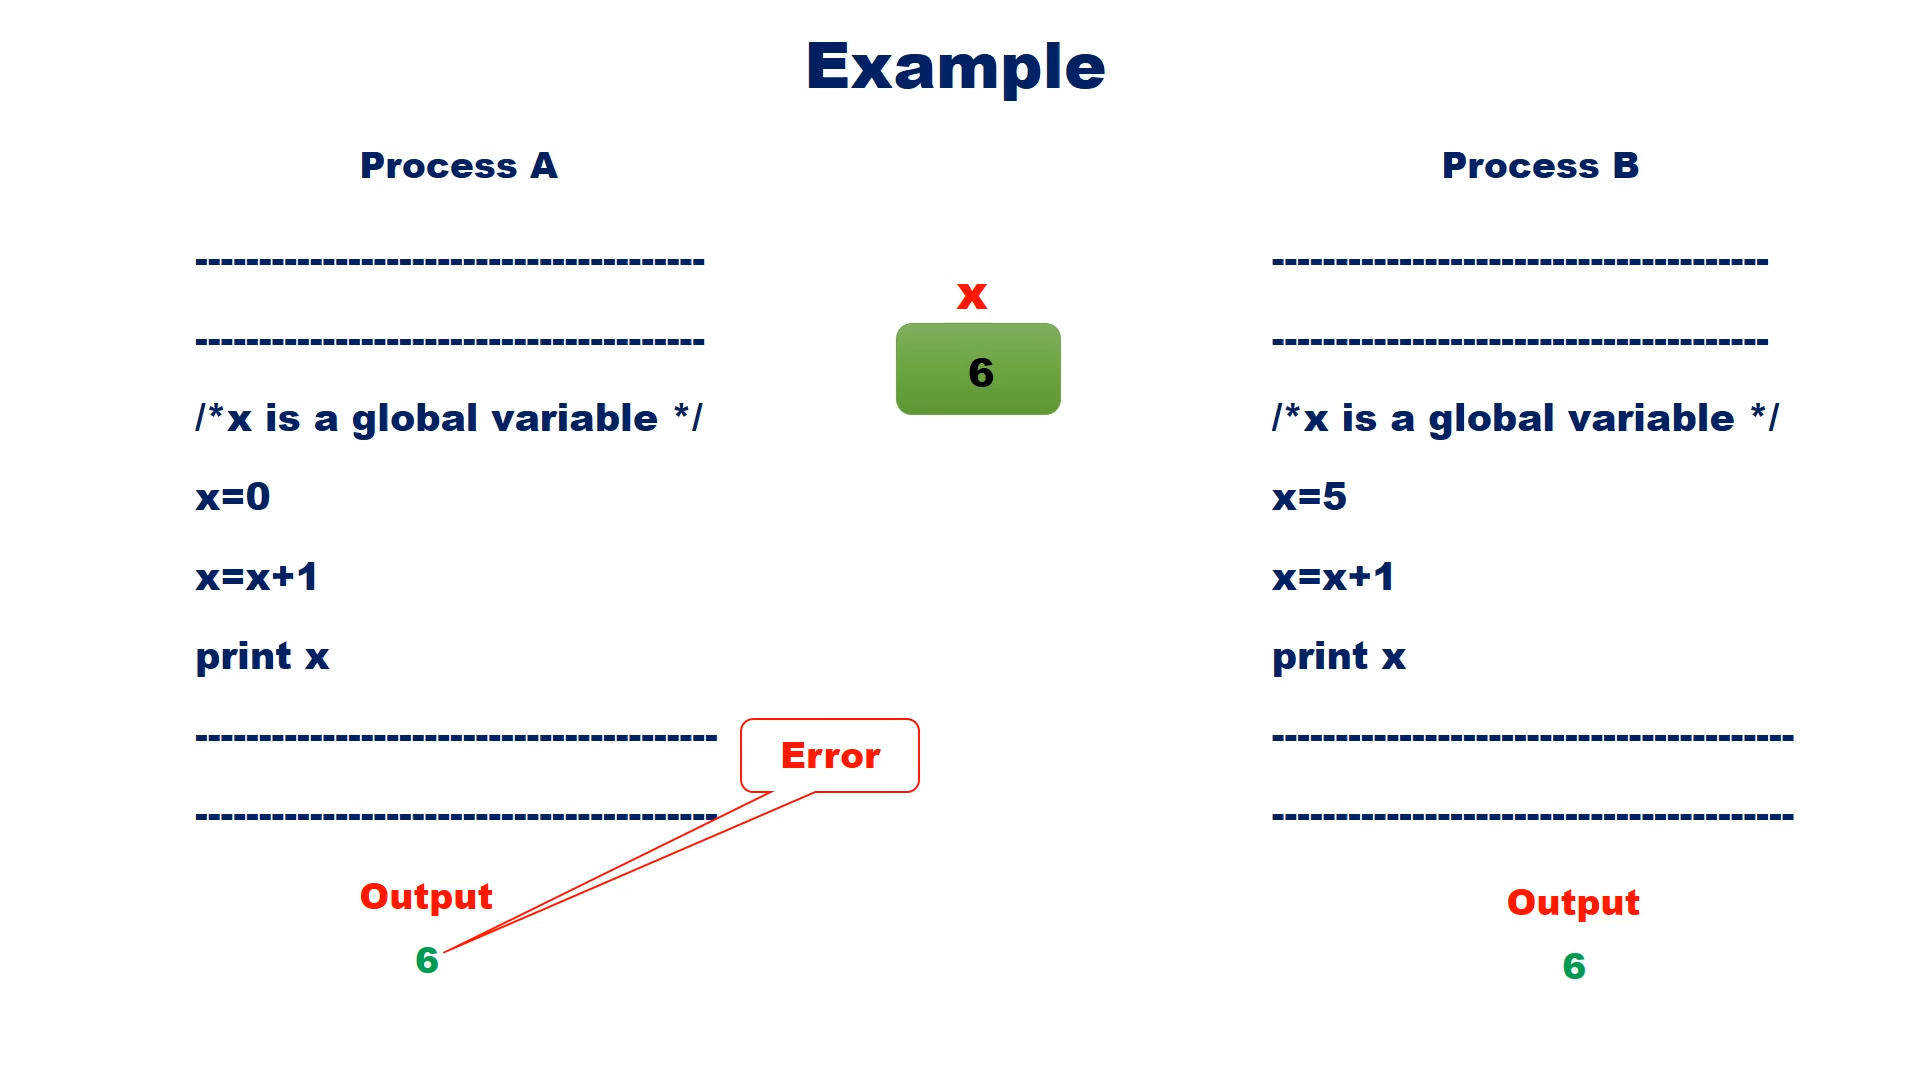 Example
Process A
---------------------------------------
---------------------------------------
/*x is a global variable */
x=0
x=x+1
print x
----------------------------------------
----------------------------------------
Output
6
x
6
Error
Process B
--------------------------------------
--------------------------------------
/*x is a global variable */
x=5
x=x+1
print x
----------------------------------------
----------------------------------------
Output
6